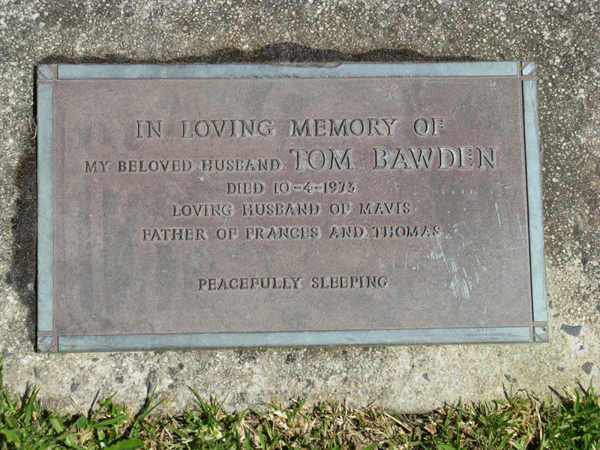 IN LOVING MEMORY OF
MY BELOVED HUSBAND TOM BAWDEN
DIED 10-4-1973
LOVING HUSBAND OF MAVIS
FATHER OF FRANCES AND THOMAS
PEACEFULLY SLEEPING